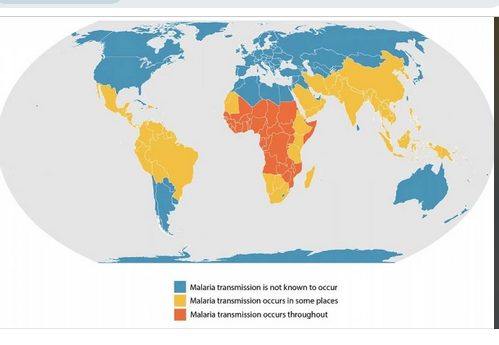 Malaria transmission is not known to occur
Malaria transmission occurs in some places
Malaria transmission occurs throughout